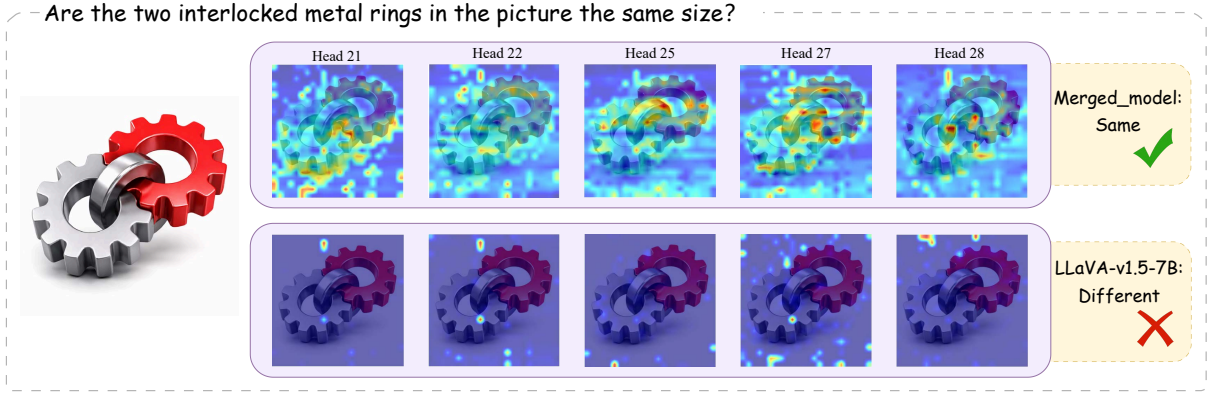 Are the two interlocked metal rings in the picture the same size?
Head 21
Head 22
Head 25
Head 27
Head 28
Merged_model:
Same
LLaVA-v1.5-7B:
Different